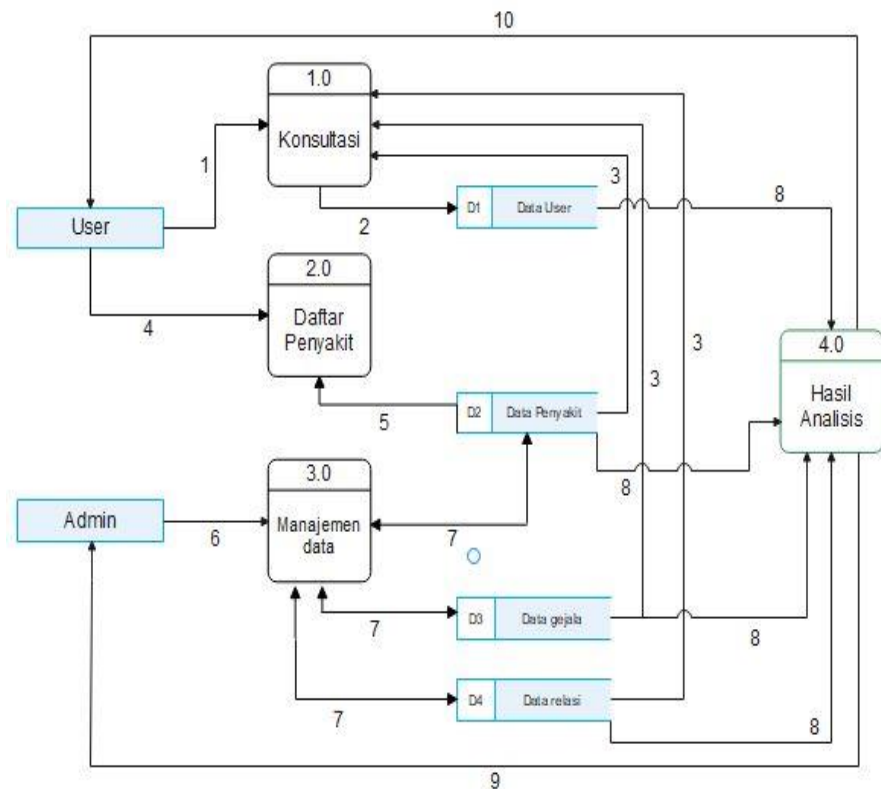 10
1.0
Konsultasi
1
3
2
D1 Data User
8
User
2.0
Daftar
Penyakit
4
3
3
4.0
Hasil
Analisis
5
D2 Data Penyakit
8
3.0
Manajemen
data
Admin
6
7
7
D3 Data gejala
8
7
D4 Data relasi
8
9